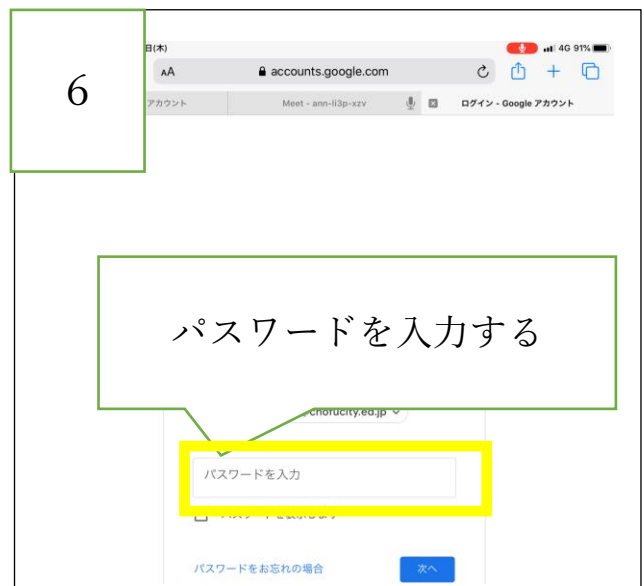 6
日(木)
4G 91%
AA
accounts.google.com
アカウント
Meet - ann-li3p-xzv
ログイン - Google アカウント
パスワードを入力する
chofucity.ed.jp
パスワードを入力
パスワードをお忘れの場合
次へ